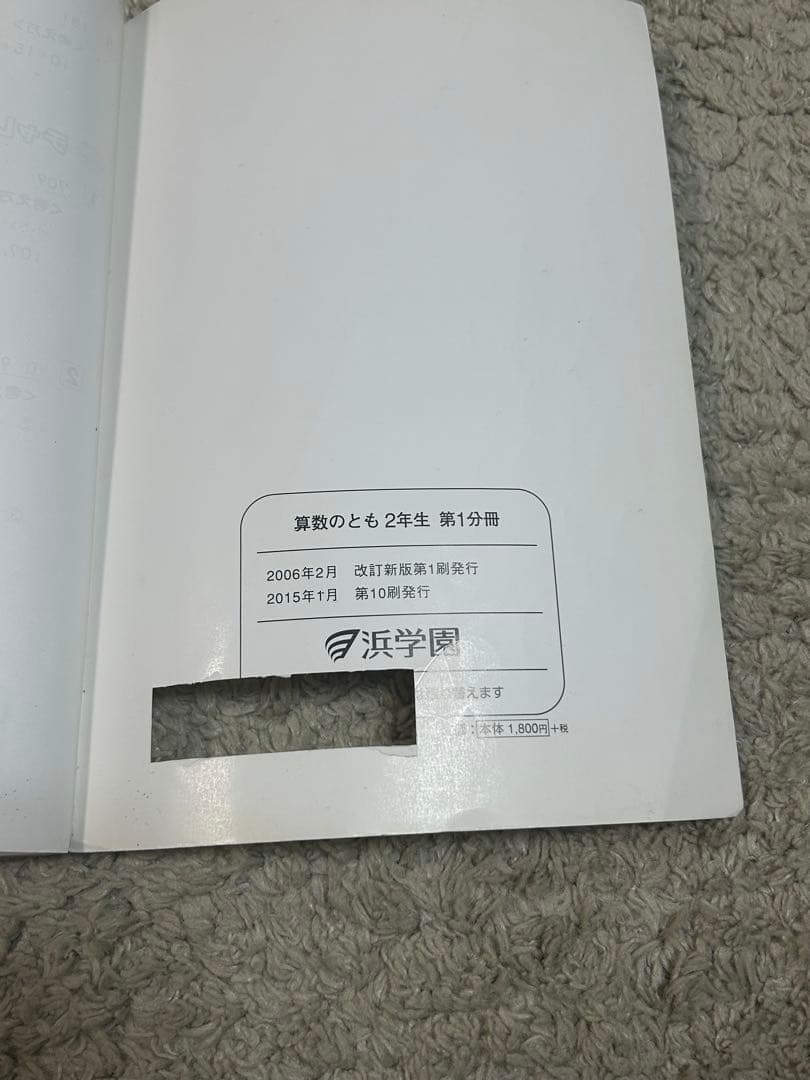 算数のとも 2年生 第1分冊
2006年2月 改訂新版第1刷発行
2015年1月 第10刷発行
浜学園
替えます
: 本体 1,800円+税
2